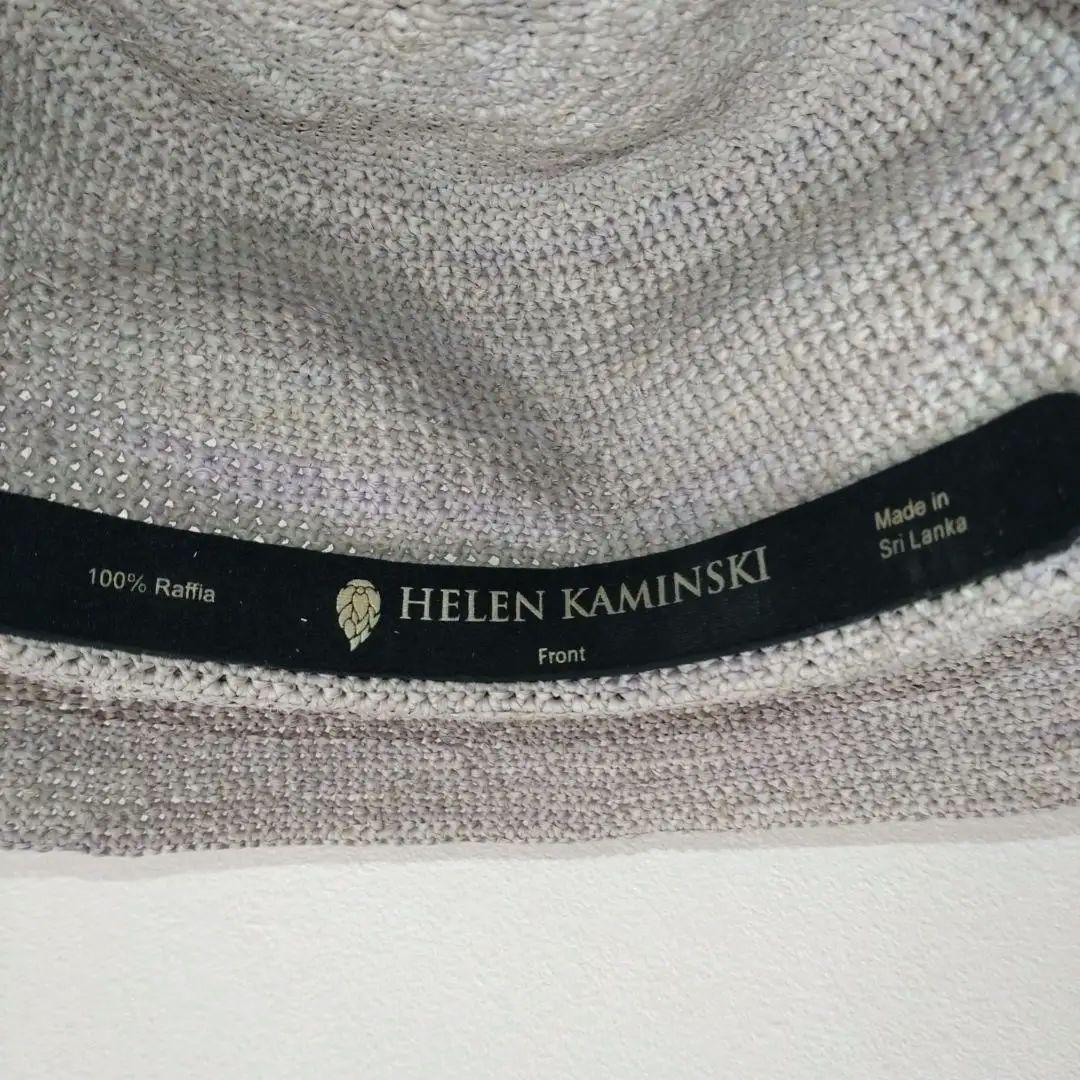 100% Raffia
HELEN KAMINSKI
Front
Made in
Sri Lanka